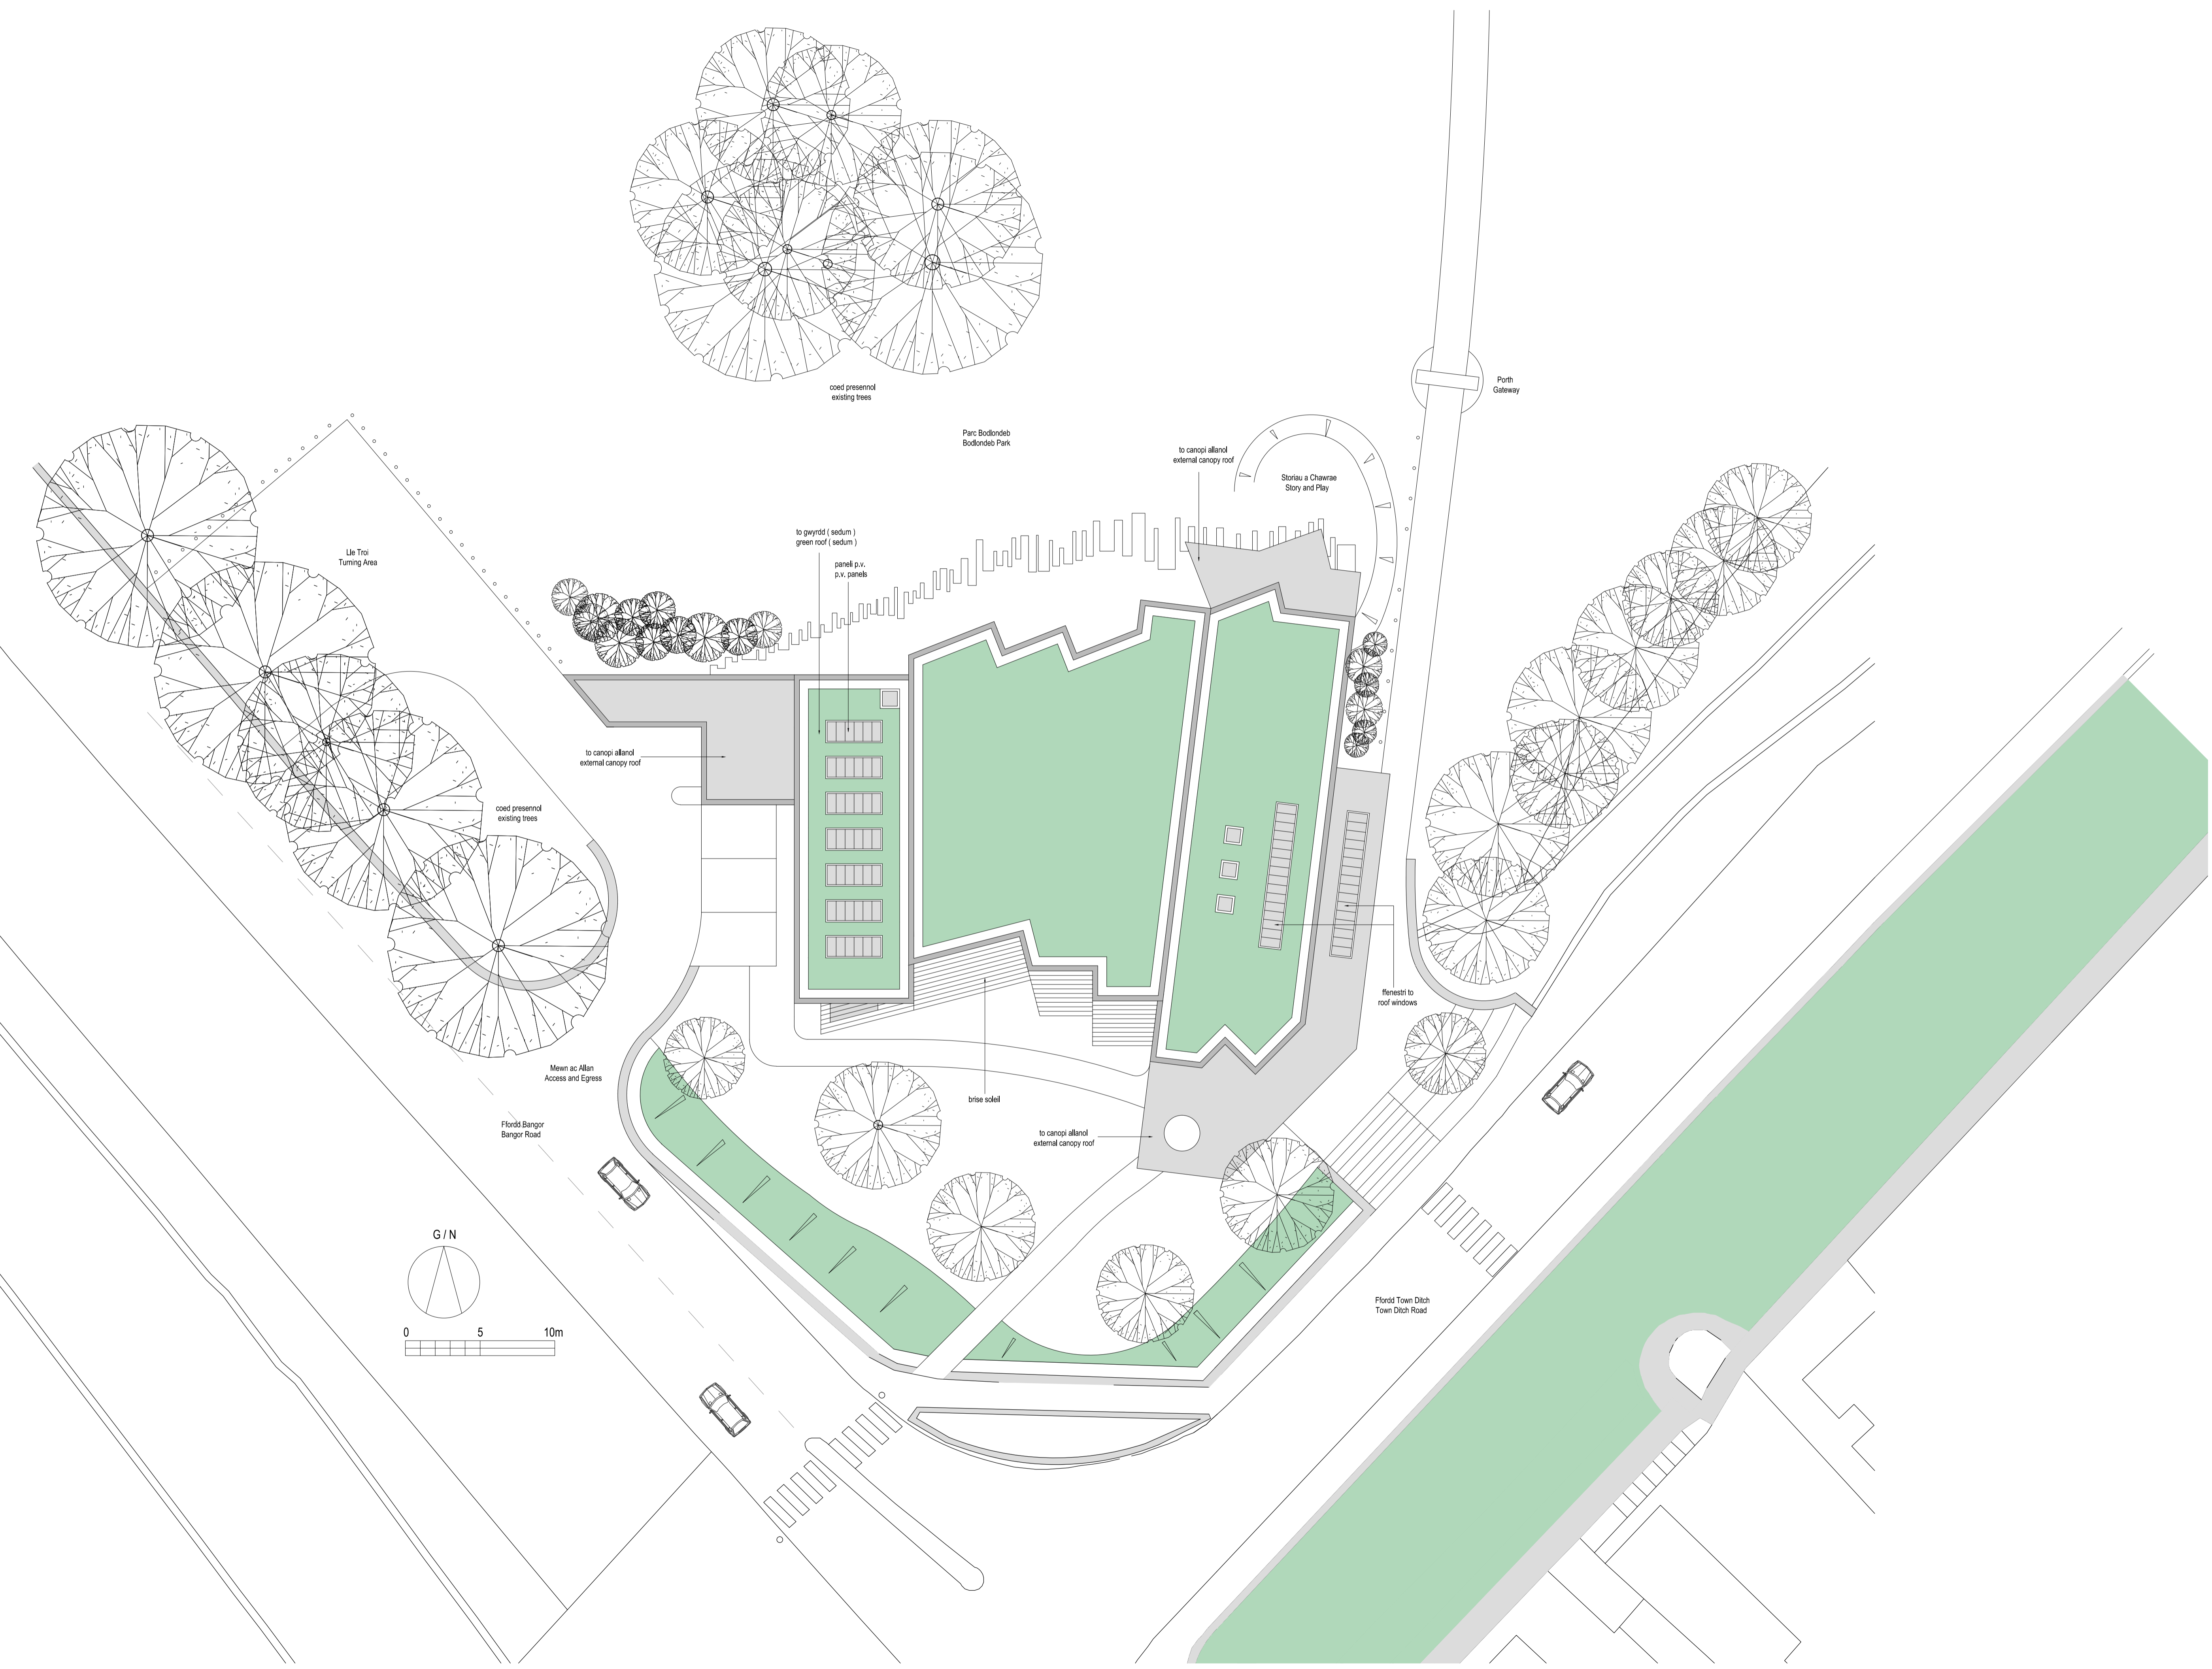 coed presennol
existing trees
Porth
Gateway
Parc Bodlondeb
Bodlondeb Park
to canopi allanol
external canopy roof
Storiau a Chawrae
Story and Play
to gwyrdd ( sedum )
green roof ( sedum )
Lle Troi
Turning Area
paneli p.v.
p.v. panels
to canopi allanol
external canopy roof
coed presennol
existing trees
ffenestri to
roof windows
Mewn ac Allan
Access and Egress
brise soleil
Ffordd Bangor
Bangor Road
to canopi allanol
external canopy roof
G / N
Ffordd Town Ditch
Town Ditch Road
0 5 10m